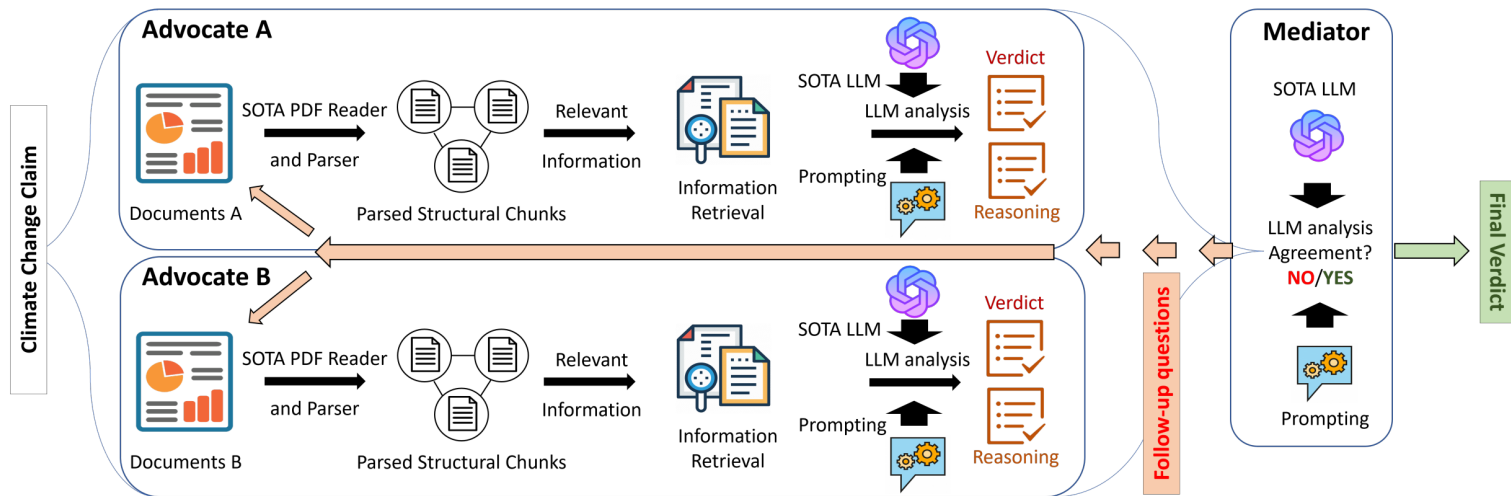 Climate Change Claim
Advocate A
Documents A
SOTA PDF Reader
and Parser
Parsed Structural Chunks
Relevant
Information
Information
Retrieval
SOTA LLM
LLM analysis
Prompting
Verdict
Reasoning
Advocate B
Documents B
SOTA PDF Reader
and Parser
Parsed Structural Chunks
Relevant
Information
Information
Retrieval
SOTA LLM
LLM analysis
Prompting
Verdict
Reasoning
Follow-up questions
Mediator
SOTA LLM
LLM analysis
Agreement?
NO/YES
Prompting
Final Verdict